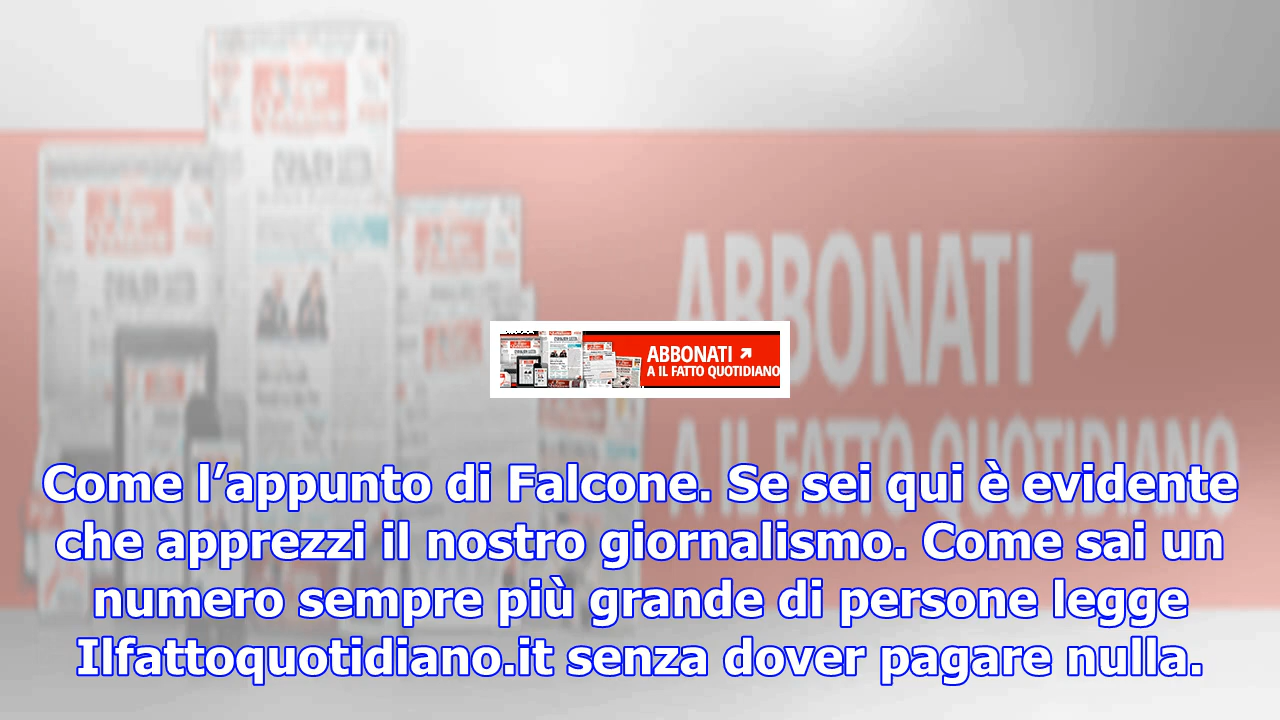 ABBONATI
A IL FATTO QUOTIDIANO
ABBONATI
A IL FATTO QUOTIDIANO
Come l’appunto di Falcone. Se sei qui è evidente
che apprezzi il nostro giornalismo. Come sai un
numero sempre più grande di persone legge
Ilfattoquotidiano.it senza dover pagare nulla.